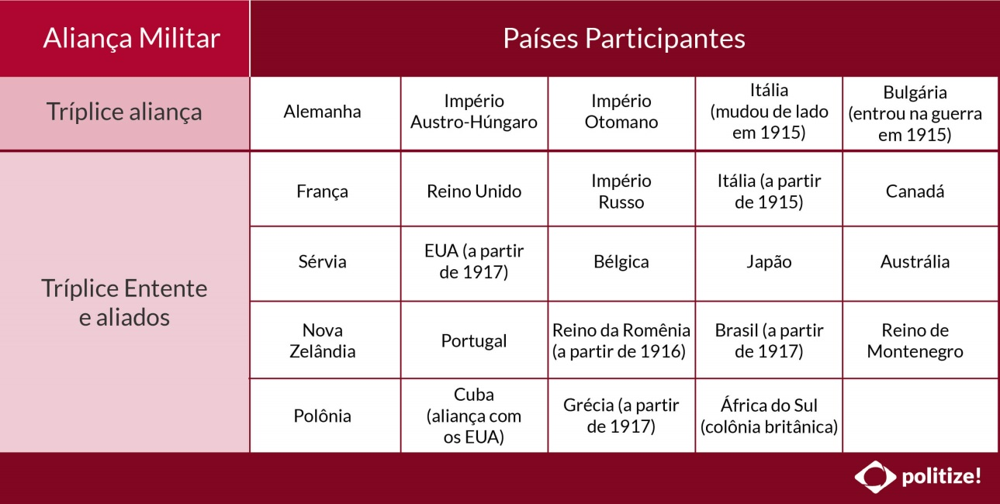 Aliança Militar
Países Participantes
Tríplice aliança
Alemanha
Império
Austro-Húngaro
Império
Otomano
Itália
(mudou de lado
em 1915)
Bulgária
(entrou na guerra
em 1915)
Tríplice Entente
e aliados
França
Reino Unido
Império
Russo
Itália (a partir
de 1915)
Canadá
Sérvia
EUA (a partir
de 1917)
Bélgica
Japão
Austrália
Nova
Zelândia
Portugal
Reino da Romênia
(a partir de 1916)
Brasil (a partir
de 1917)
Reino de
Montenegro
Polônia
Cuba
(aliança com
os EUA)
Grécia (a partir
de 1917)
África do Sul
(colônia britânica)
politize!